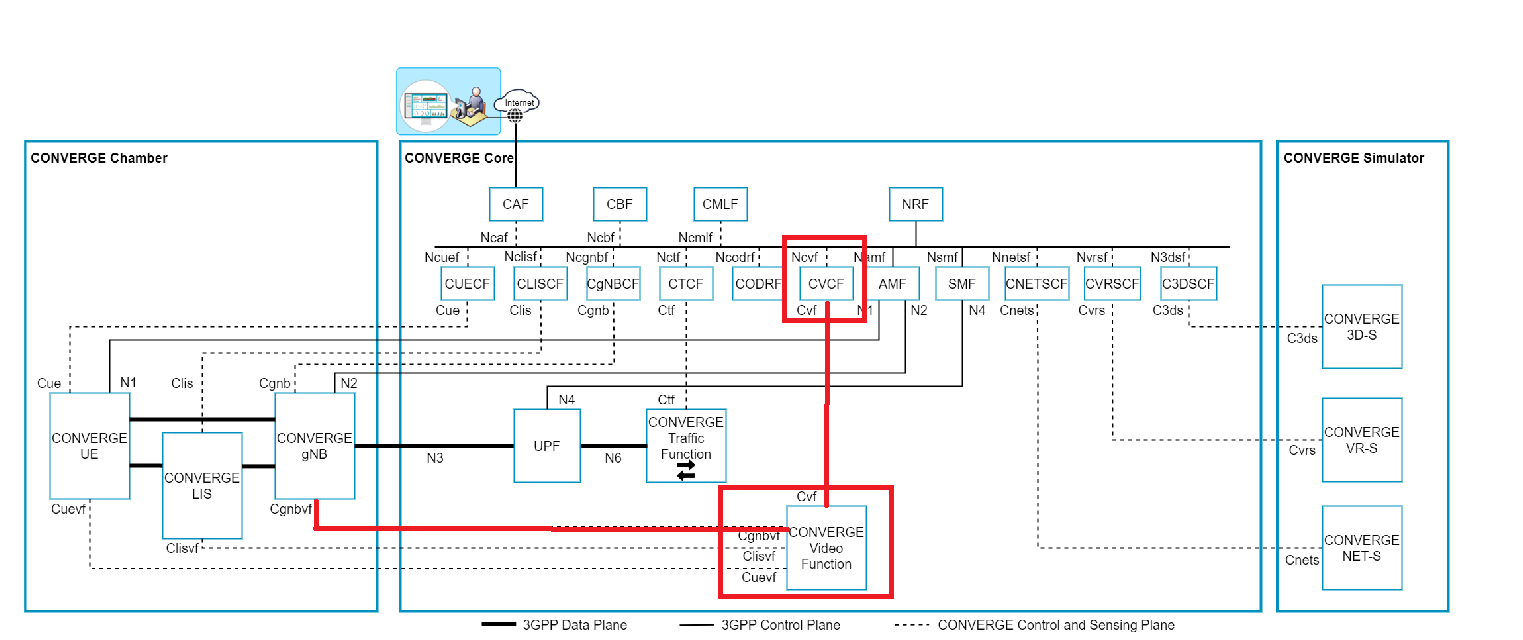 Internet
CONVERGE Chamber
CONVERGE Core
CONVERGE Simulator
CAF
CBF
CMLF
NRF
Ncaf
Ncbf
Ncmlf
Ncuef
Nclisf
Ncgnbf
Nctf
Ncodrf
Ncvf
Namf
Nsmf
Nnetsf
Nvrsf
N3dsf
CUECF
CLISCF
CgNBCF
CTCF
CODRF
CVCF
AMF
SMF
CNETSCF
CVRSCF
C3DSCF
Cue
Clis
Cgnb
Ctf
Cvf
N1
N2
N4
Cnets
Cvrs
C3ds
C3ds
CONVERGE
3D-S
Cue
N1
Clis
Cgnb
N2
N4
Ctf
CONVERGE
UE
CONVERGE
LIS
CONVERGE
gNB
N3
UPF
N6
CONVERGE
Traffic
Function
Cvrs
CONVERGE
VR-S
Cuevf
Clisvf
Cgnbvf
Cvf
Cgnbvf
Clisvf
Cuevf
CONVERGE
Video
Function
Cnets
CONVERGE
NET-S
3GPP Data Plane
3GPP Control Plane
CONVERGE Control and Sensing Plane